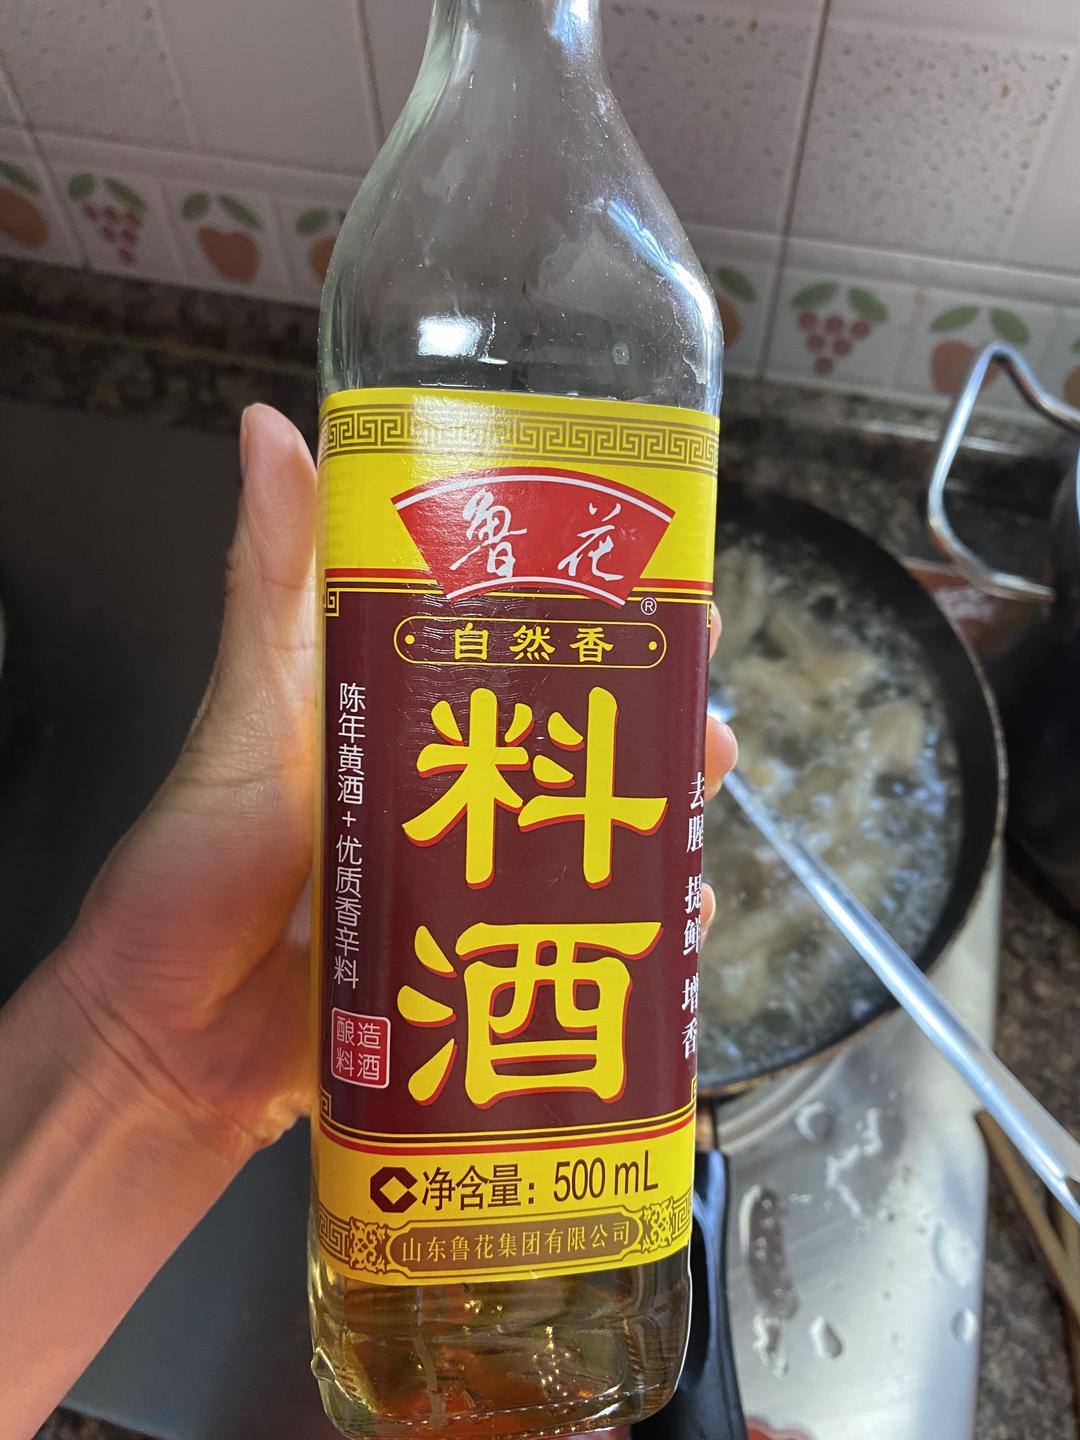 鲁花
®
自然香
料酒
陈年黄酒+优质香辛料
酿造
料酒
去腥 提鲜 增香
净含量：500 mL
山东鲁花集团有限公司